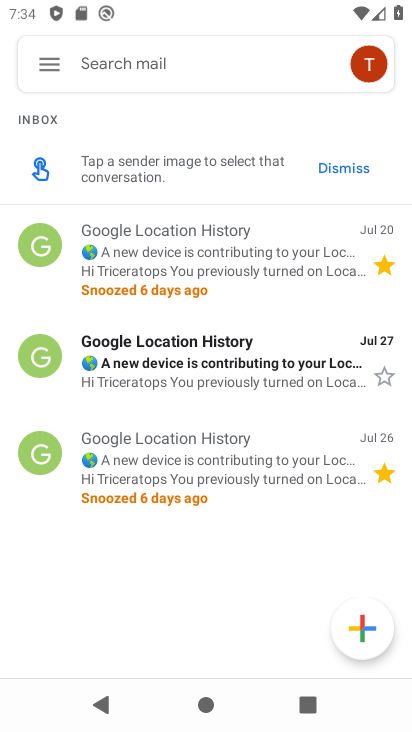 7:34
Search mail
T
INBOX
Tap a sender image to select that
conversation.
Dismiss
G
Google Location History
Jul 20
🌎 A new device is contributing to your Loc...
Hi Triceratops You previously turned on Loca...
Snoozed 6 days ago
G
Google Location History
Jul 27
🌎 A new device is contributing to your Loc...
Hi Triceratops You previously turned on Loca...
G
Google Location History
Jul 26
🌎 A new device is contributing to your Loc...
Hi Triceratops You previously turned on Loca...
Snoozed 6 days ago